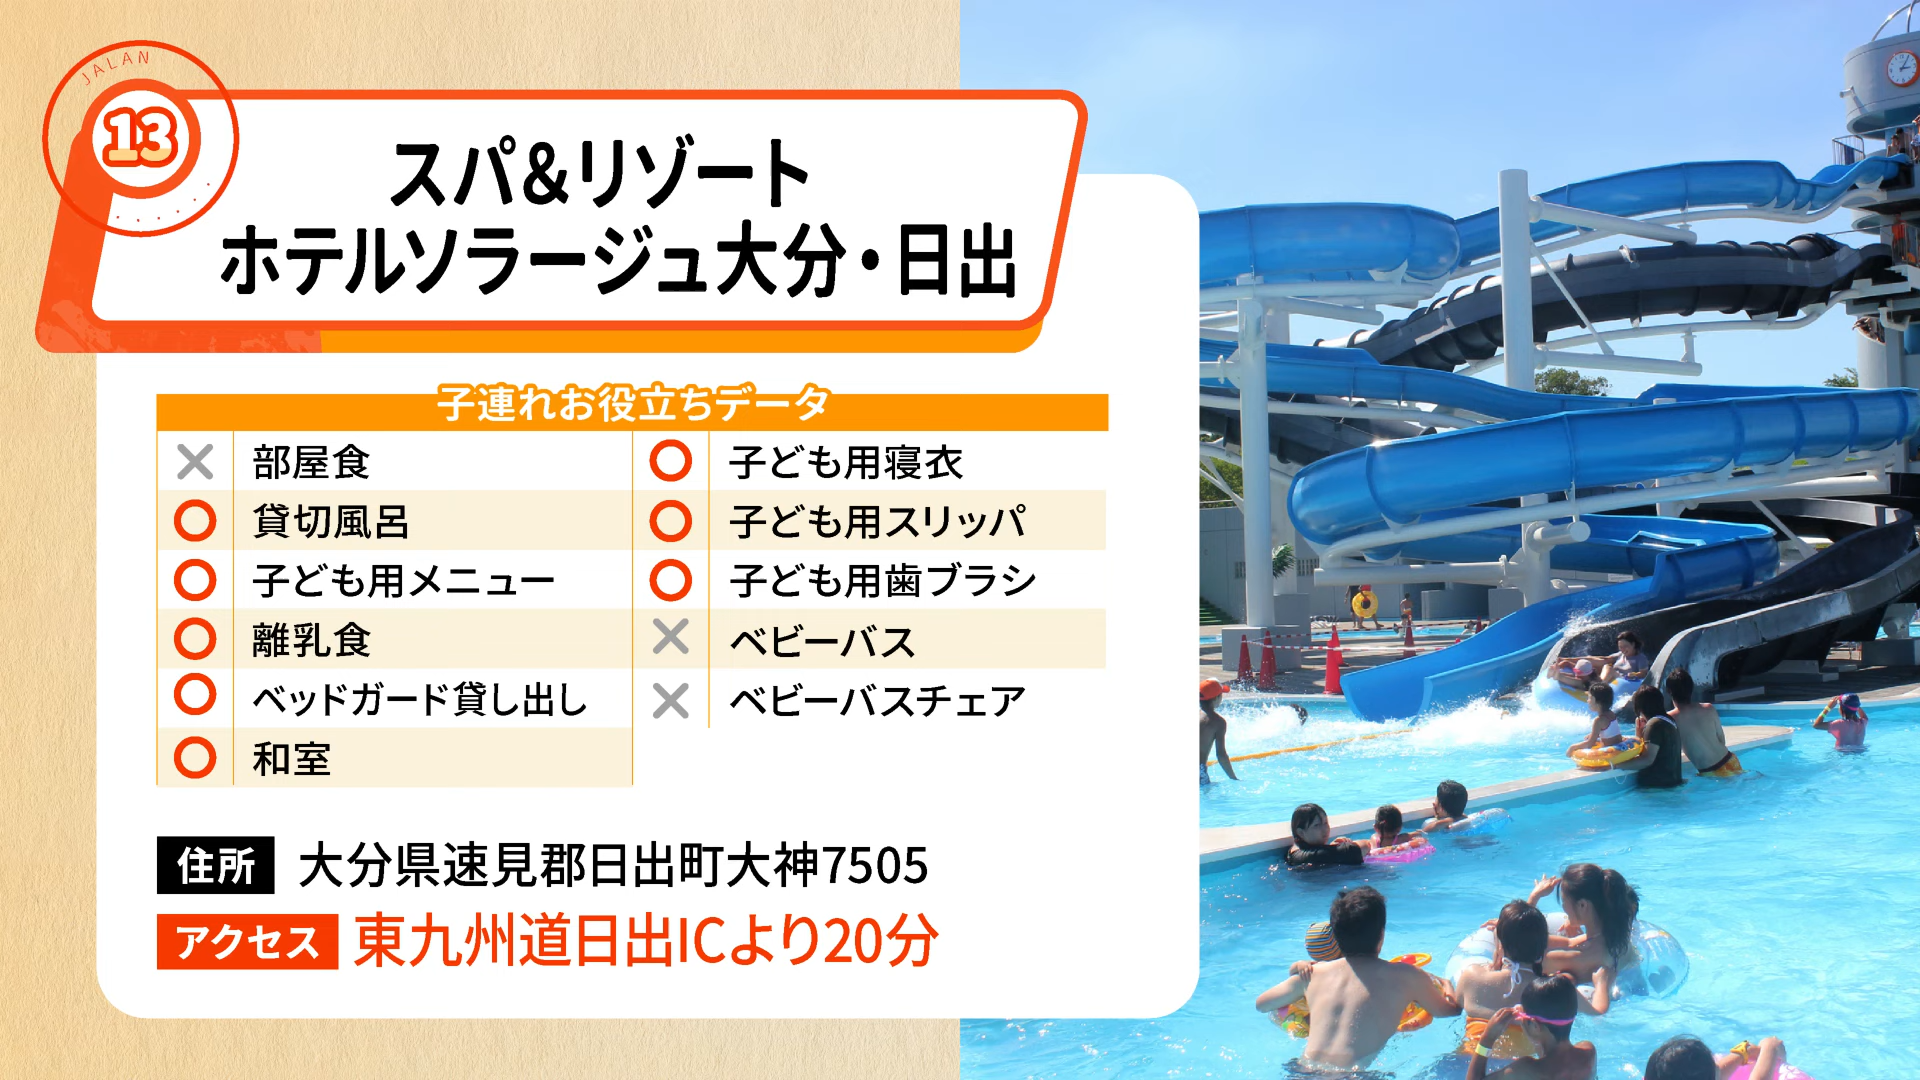 JALAN
13
スパ&リゾート
ホテルソラージュ大分・日出
子連れお役立ちデータ
× 部屋食
○ 貸切風呂
○ 子ども用メニュー
○ 離乳食
○ ベッドガード貸し出し
○ 和室
○ 子ども用寝衣
○ 子ども用スリッパ
○ 子ども用歯ブラシ
× ベビーバス
× ベビーバスチェア
住所 大分県速見郡日出町大神7505
アクセス 東九州道日出ICより20分